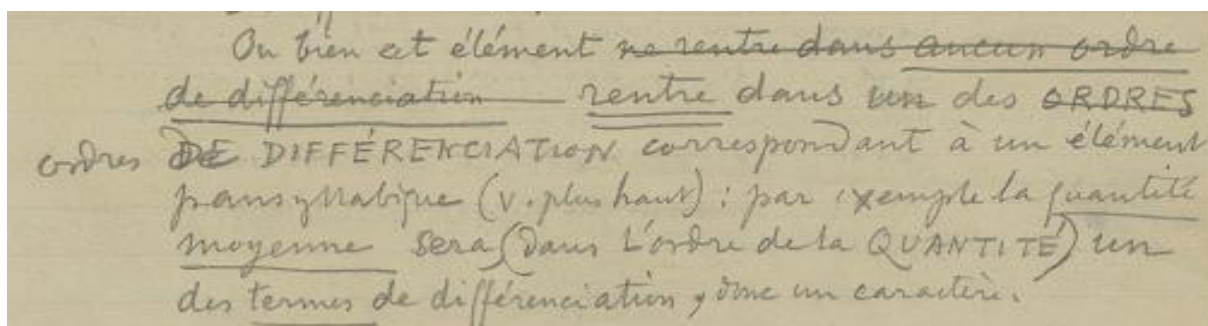 Ou bien cet élément ne rentre dans aucun ordre
de différenciation rentre dans un des ORDRES
ordres DE DIFFÉRENCIATION correspondant à un élément
transyllabique (v. plus haut) : par exemple la quantité
moyenne sera (dans l'ordre de la QUANTITÉ) un
des termes de différenciation, donc un caractère.